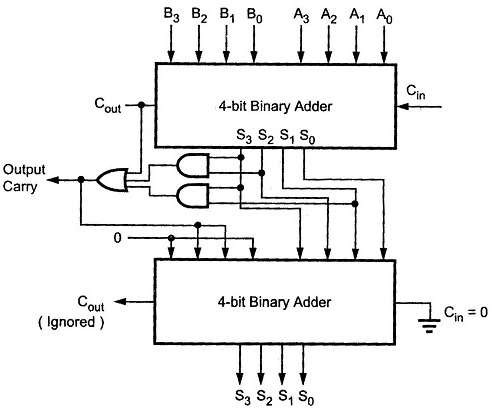 B3 B2 B1 B0 A3 A2 A1 A0
Cin
Cout
4-bit Binary Adder
S3 S2 S1 S0
Output
Carry
0
Cout
( Ignored )
4-bit Binary Adder
Cin = 0
S3 S2 S1 S0